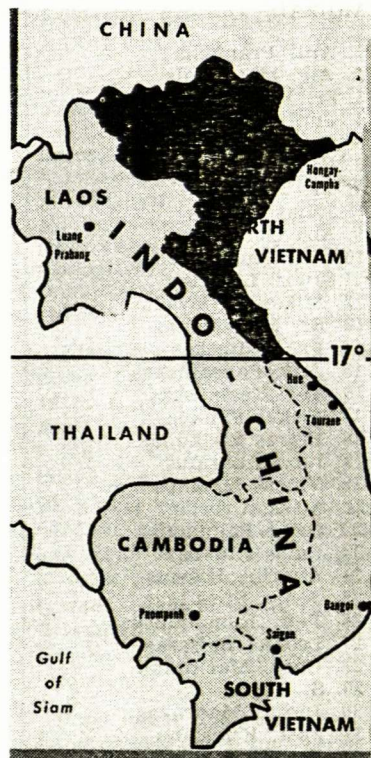 CHINA
Hongay-
Campha
LAOS
Luang
Prabang
RTH
VIETNAM
INDO-CHINA
17°
Hue
Tourane
THAILAND
CAMBODIA
Pnompenh
Bangoi
Saigon
Gulf
of
Siam
SOUTH
VIETNAM